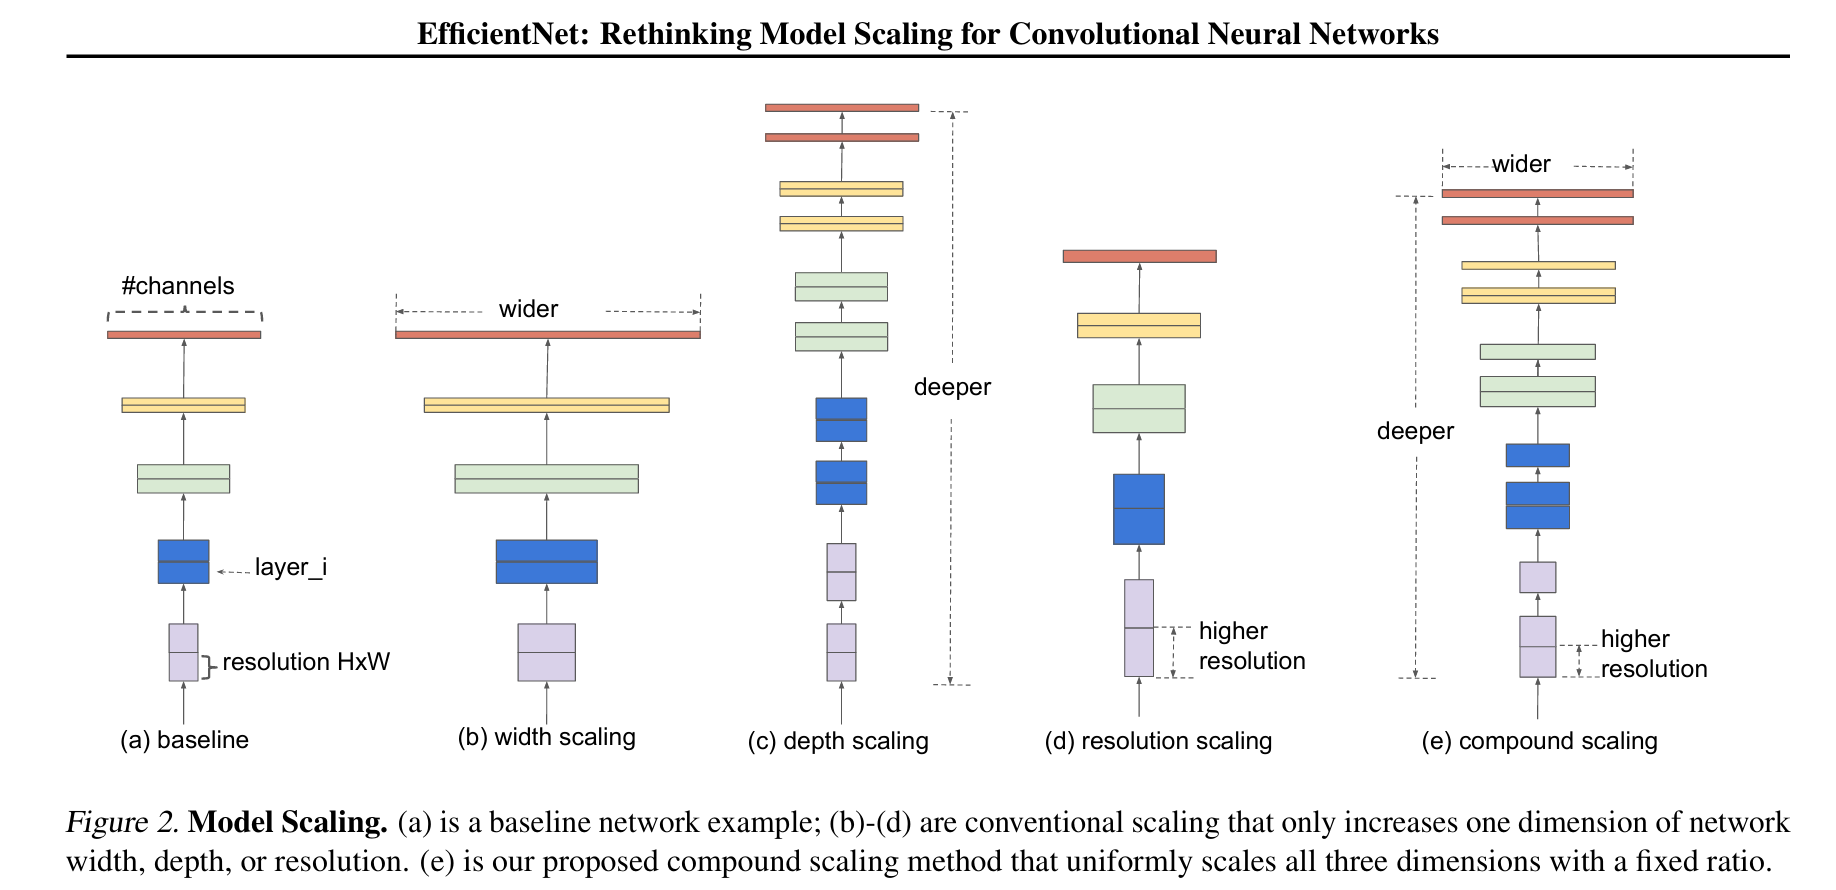 EfficientNet: Rethinking Model Scaling for Convolutional Neural Networks
#channels
layer_i
resolution HxW
(a) baseline
wider
(b) width scaling
deeper
(c) depth scaling
higher
resolution
(d) resolution scaling
wider
deeper
higher
resolution
(e) compound scaling
Figure 2. Model Scaling. (a) is a baseline network example; (b)-(d) are conventional scaling that only increases one dimension of network
width, depth, or resolution. (e) is our proposed compound scaling method that uniformly scales all three dimensions with a fixed ratio.